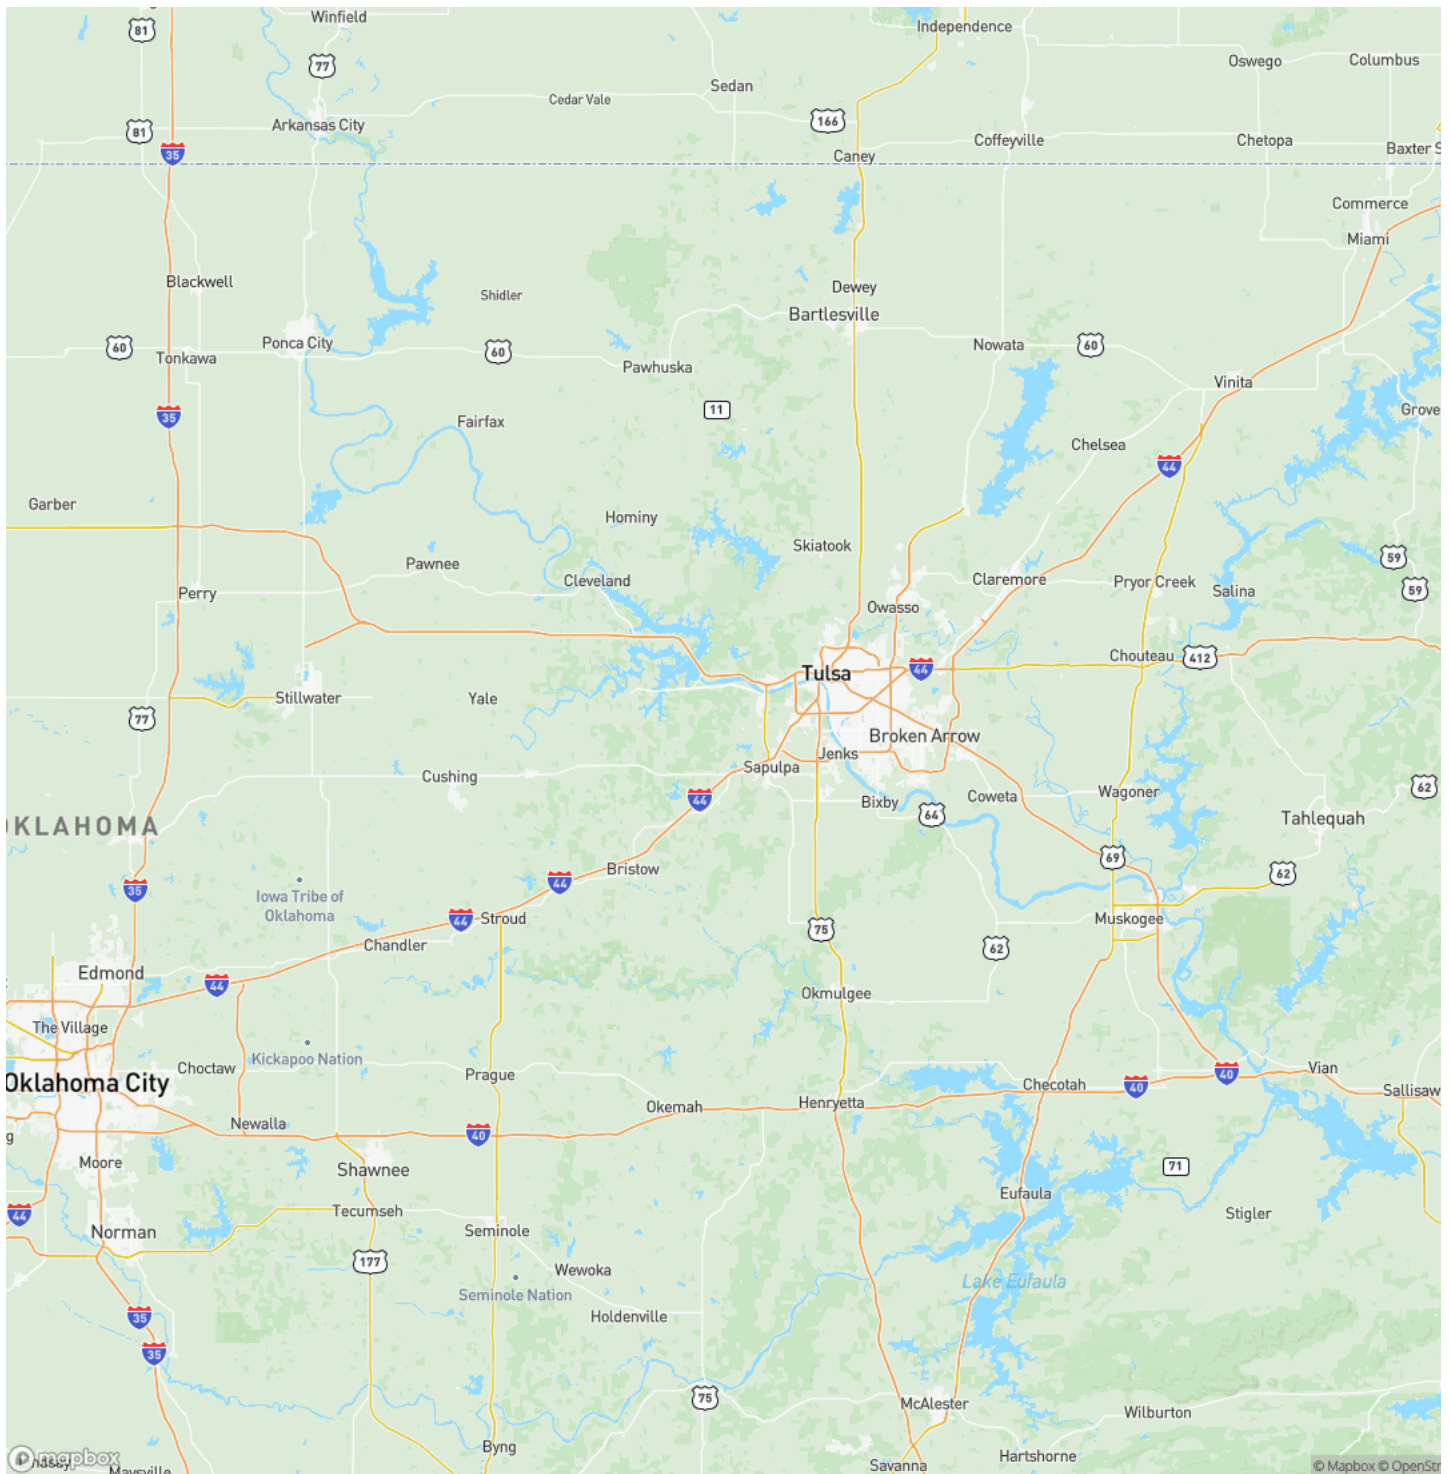 Winfield
Independence
81
77
Oswego
Columbus
Sedan
Cedar Vale
Arkansas City
166
81
Coffeyville
Chetopa
Baxter S
35
Caney
Commerce
Miami
Blackwell
Shidler
Dewey
Bartlesville
60
Ponca City
60
Nowata
60
Tonkawa
Pawhuska
Vinita
35
11
Grove
Fairfax
Chelsea
44
Garber
Hominy
Skiatook
59
Pawnee
Cleveland
Claremore
Pryor Creek
59
Perry
Owasso
Salina
Tulsa
44
Chouteau
412
Stillwater
Yale
77
Broken Arrow
Jenks
Sapulpa
Cushing
44
Bixby
Coweta
Wagoner
62
64
Tahlequah
OKLAHOMA
69
Bristow
62
44
35
Iowa Tribe of
Oklahoma
44
Stroud
Muskogee
75
62
Chandler
Edmond
44
Okmulgee
The Village
Kickapoo Nation
Choctaw
Prague
40
Vian
Oklahoma City
Checotah
40
Sallisaw
Okemah
Henryetta
Newalla
40
g
Moore
Shawnee
71
Eufaula
44
Tecumseh
Stigler
Norman
Seminole
177
Wewoka
Lake Eufaula
Seminole Nation
35
Holdenville
35
75
McAlester
Wilburton
Byng
Hartshorne
mapbox
Savanna
Maysville
© Mapbox © OpenStr